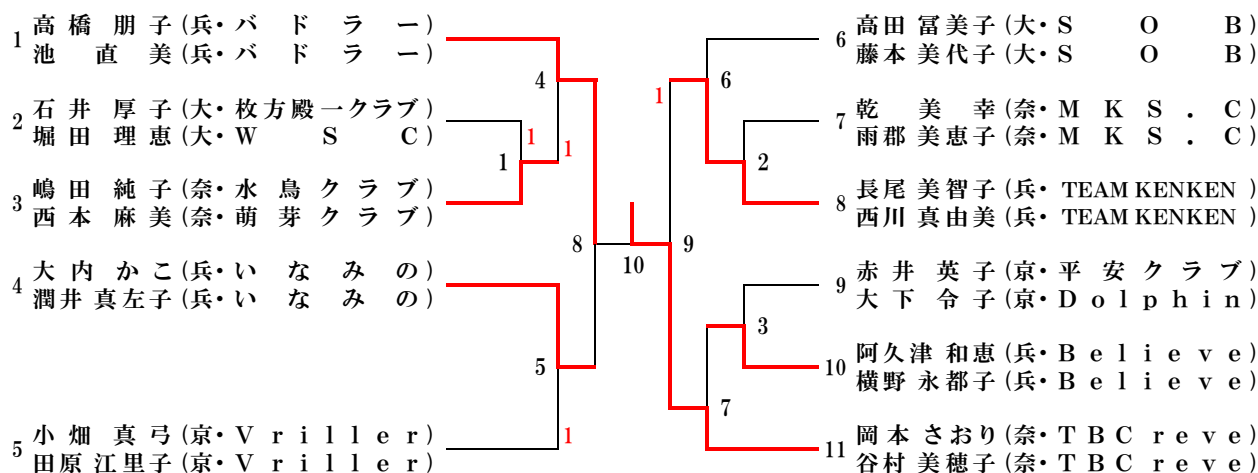 1
高橋 朋子(兵・バドラー)
池 直美(兵・バドラー)
2
石井 厚子(大・枚方殿一クラブ)
堀田 理恵(大・WSC)
3
嶋田 純子(奈・水鳥クラブ)
西本 麻美(奈・萌芽クラブ)
4
大内 かこ(兵・いなみの)
潤井 真左子(兵・いなみの)
5
小畑 真弓(京・Vriller)
田原 江里子(京・Vriller)
4
1
1
1
8
5
1
10
1
6
2
9
3
7
6
高田 冨美子(大・SOB)
藤本 美代子(大・SOB)
7
乾 美幸(奈・MKS.C)
雨郡 美恵子(奈・MKS.C)
8
長尾 美智子(兵・TEAM KENKEN)
西川 真由美(兵・TEAM KENKEN)
9
赤井 英子(京・平安クラブ)
大下 令子(京・Dolphin)
10
阿久津 和恵(兵・Believe)
横野 永都子(兵・Believe)
11
岡本 さおり(奈・TBCreve)
谷村 美穂子(奈・TBCreve)